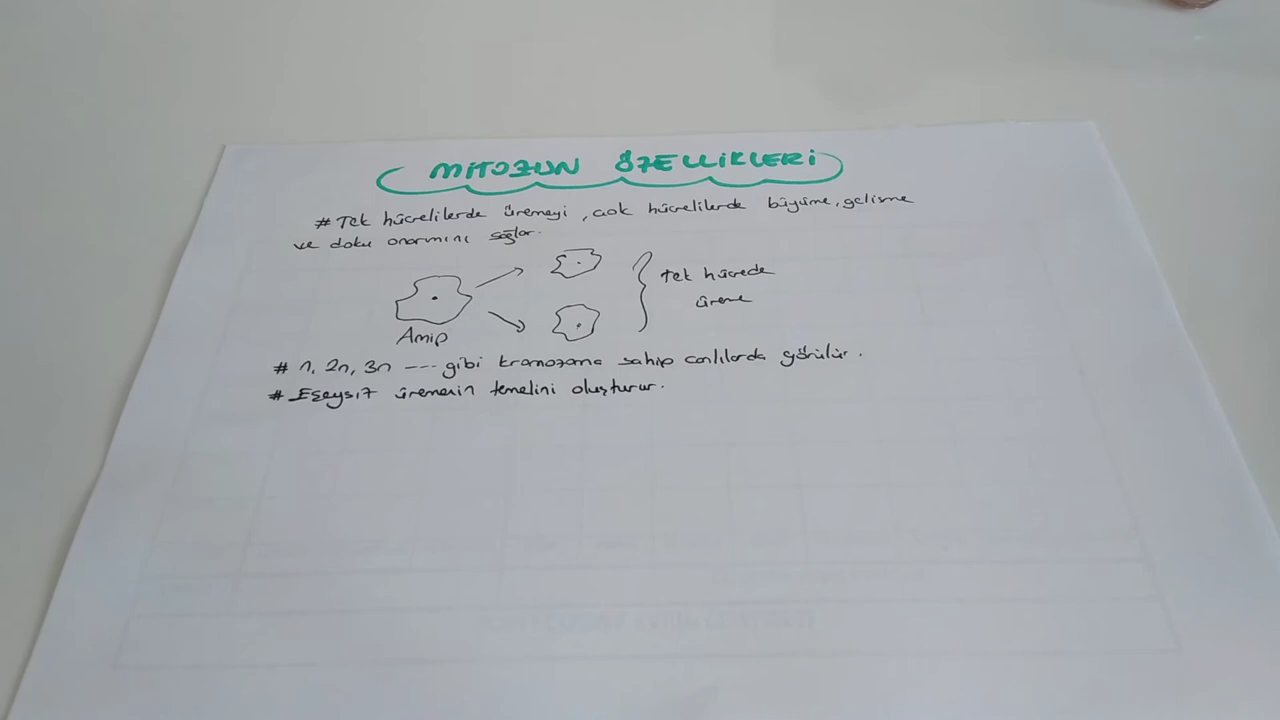 MİTOZUN ÖZELLİKLERİ
# Tek hücrelilerde üremeyi, çok hücrelilerde büyüme, gelişme
ve doku onarımını sağlar.
Tek hücrede
üreme
Amip
# n, 2n, 3n ---- gibi kromozoma sahip canlılarda görülür.
# Eşeysiz üremenin temelini oluşturur.